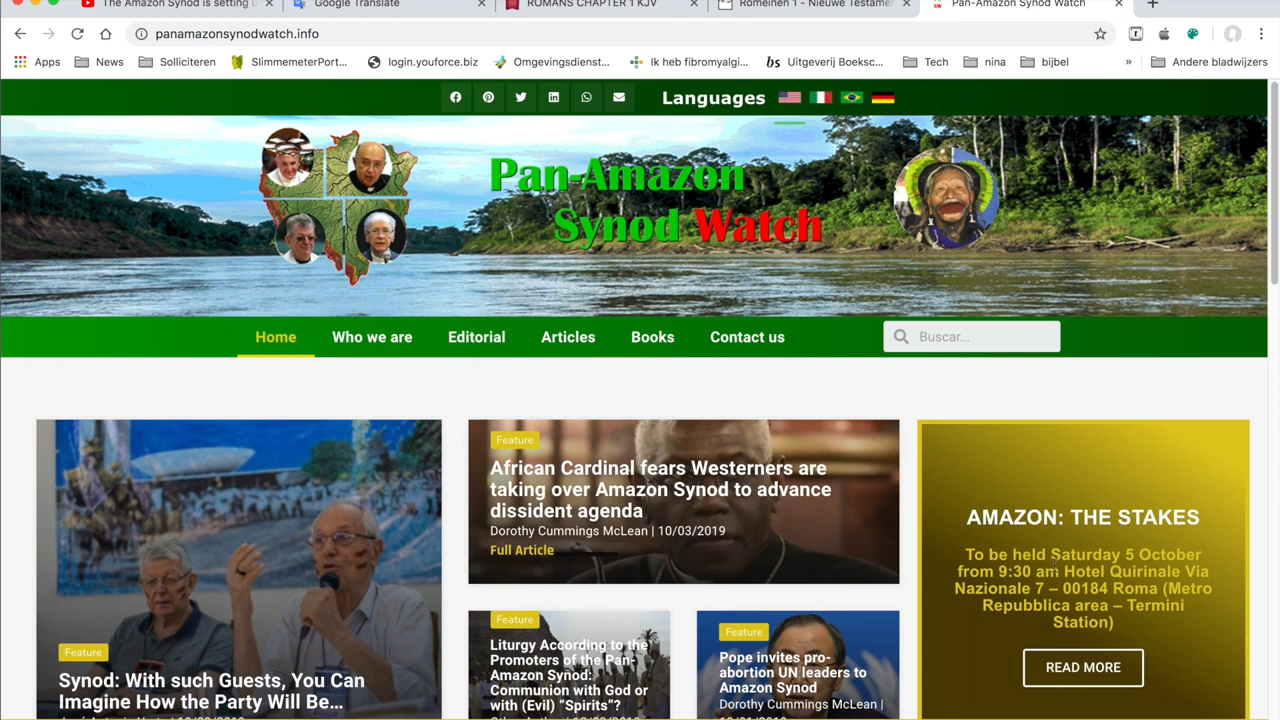 The Amazon Synod is setting u
Google Translate
ROMANS CHAPTER 1 KJV
Romeinen 1 - Nieuwe Testamen
Pan-Amazon Synod Watch
panamazonsynodwatch.info
Apps
News
Solliciteren
SlimmemeterPort...
login.youforce.biz
Omgevingsdienst...
Ik heb fibromyalgi...
bs Uitgeverij Boeksc...
Tech
nina
bijbel
»
Andere bladwijzers
Languages
Pan-Amazon
Synod Watch
Home
Who we are
Editorial
Articles
Books
Contact us
Buscar...
Feature
Synod: With such Guests, You Can
Imagine How the Party Will Be...
Feature
African Cardinal fears Westerners are
taking over Amazon Synod to advance
dissident agenda
Dorothy Cummings McLean | 10/03/2019
Full Article
Feature
Liturgy According to the
Promoters of the Pan-
Amazon Synod:
Communion with God or
with (Evil) “Spirits”?
Feature
Pope invites pro-
abortion UN leaders to
Amazon Synod
Dorothy Cummings McLean |
AMAZON: THE STAKES
To be held Saturday 5 October
from 9:30 am Hotel Quirinale Via
Nazionale 7 – 00184 Roma (Metro
Repubblica area – Termini
Station)
READ MORE